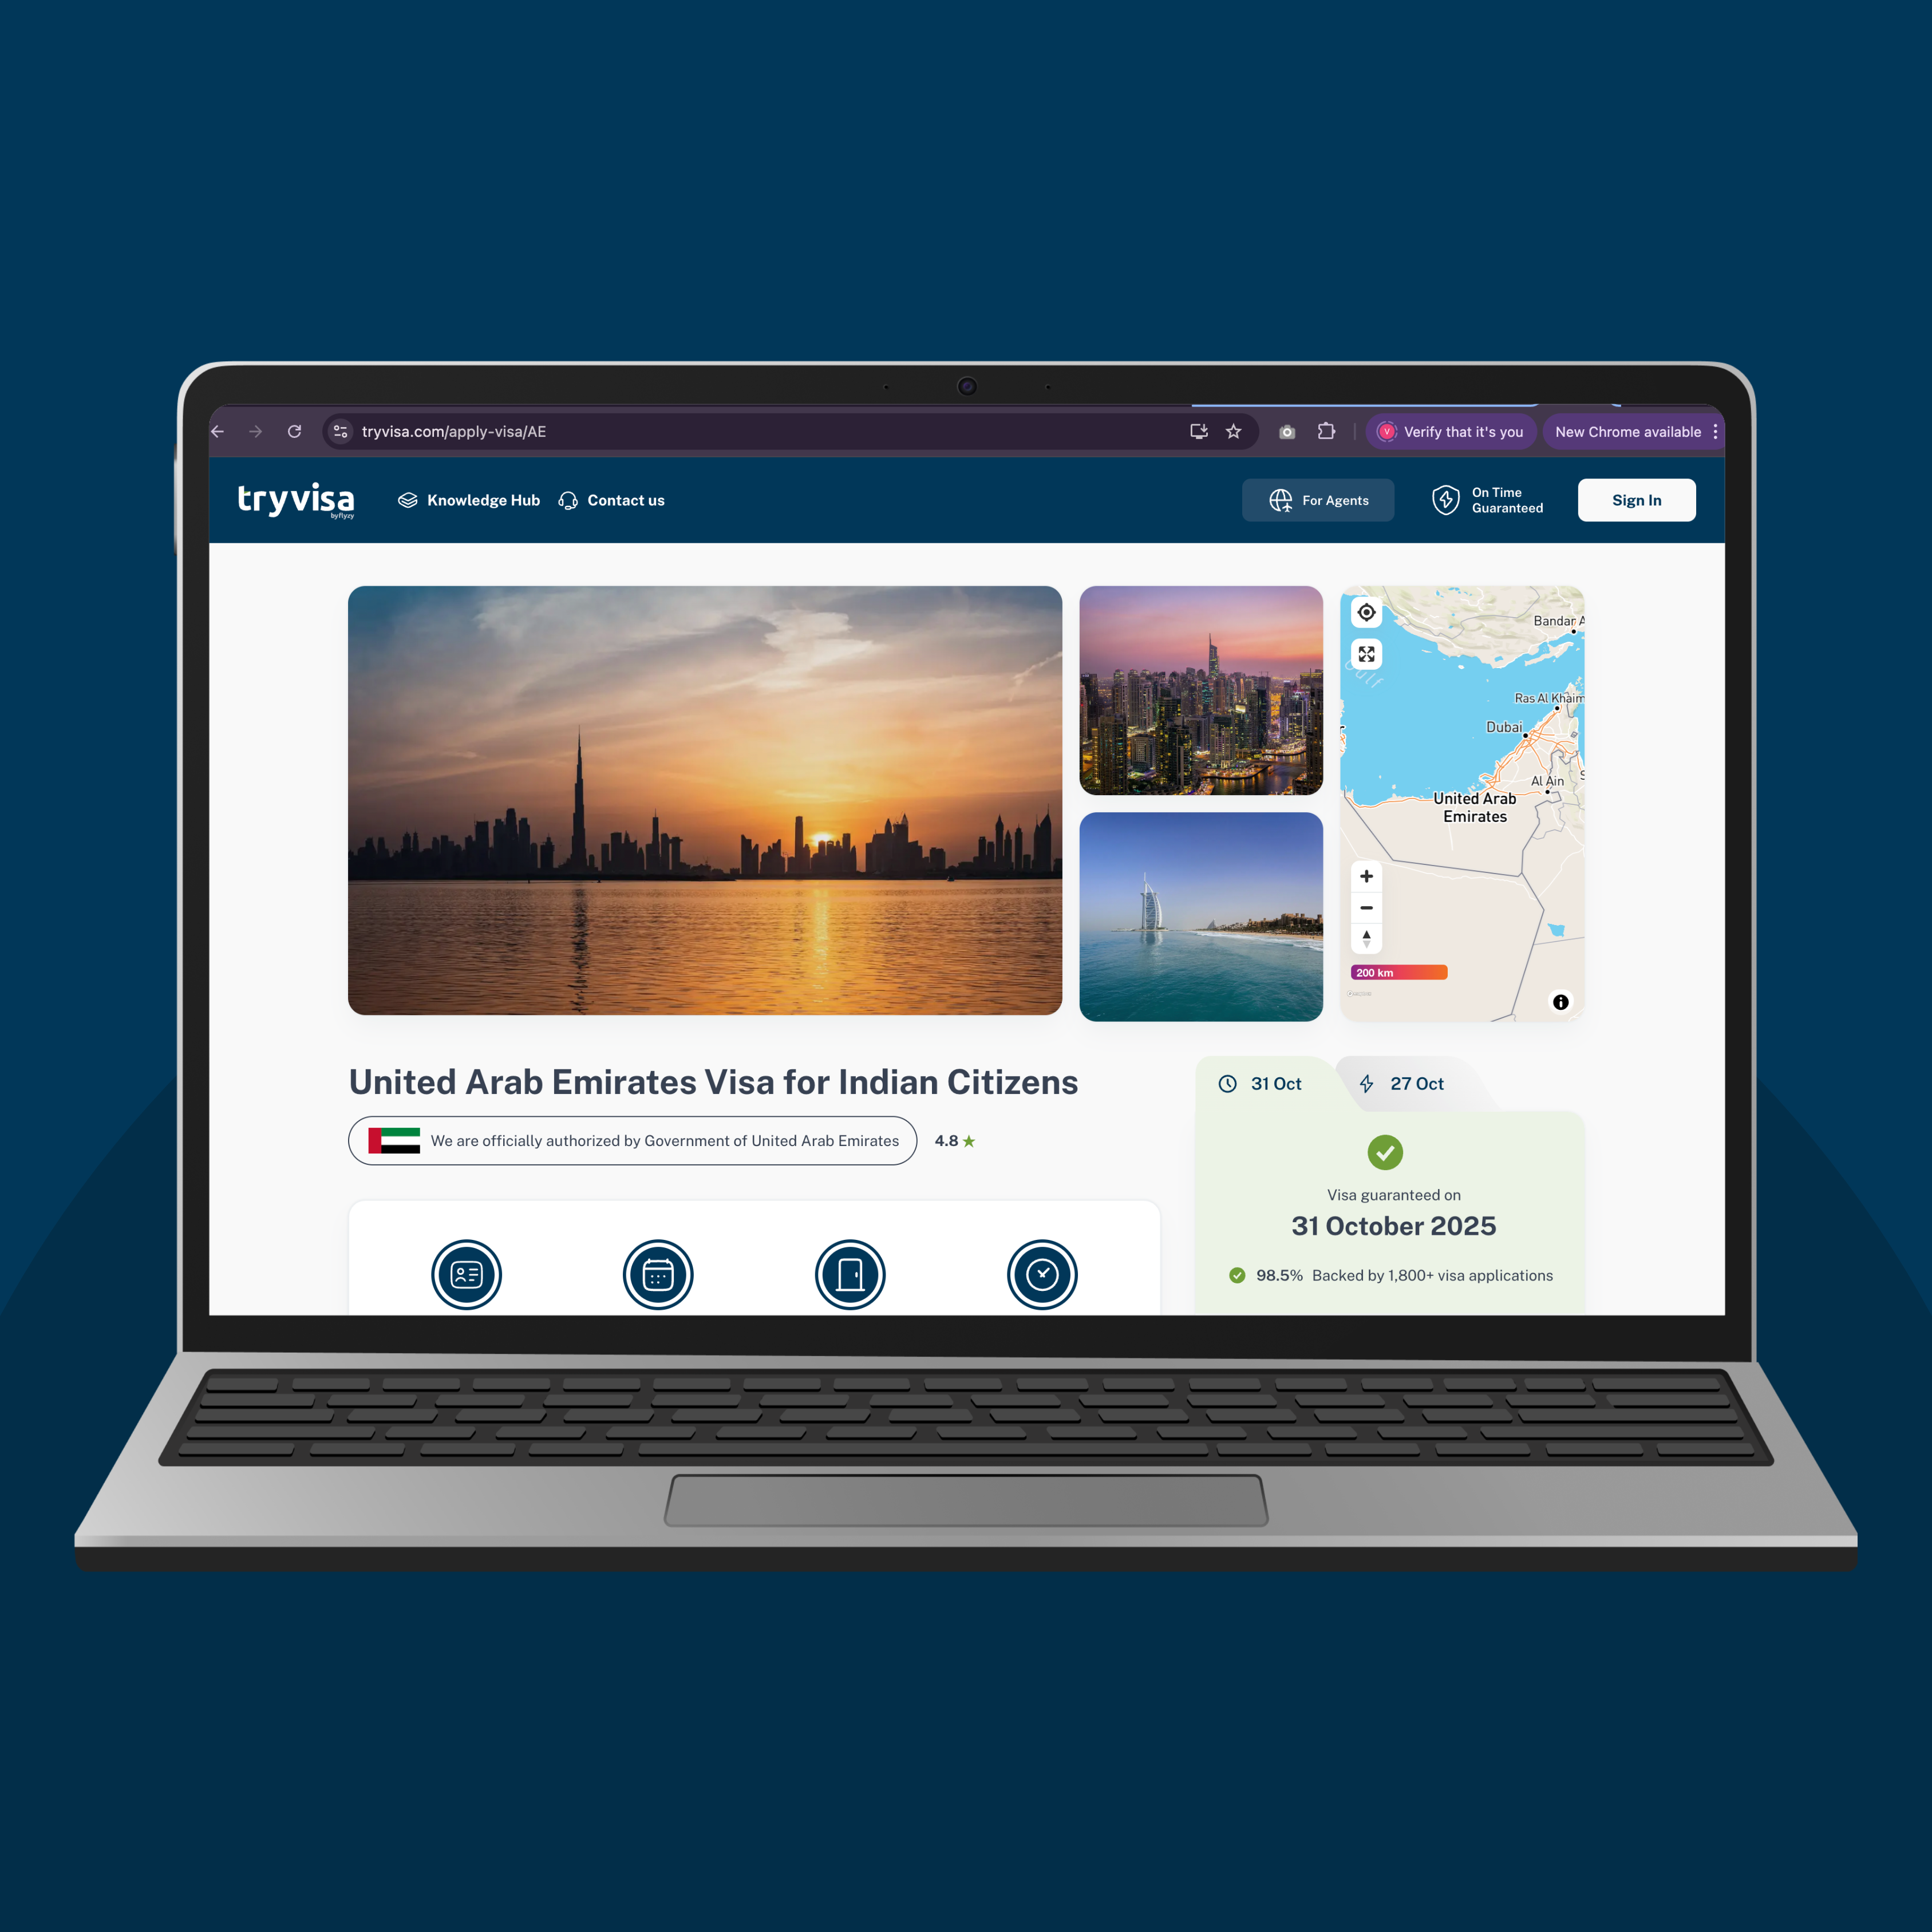 tryvisa.com/apply-visa/AE
Verify that it's you
New Chrome available
tryvisa
byflyzy
Knowledge Hub
Contact us
For Agents
On Time
Guaranteed
Sign In
Bandar A
Gulf
Ras Al Khaim
Dubai
Al Ain
United Arab
Emirates
200 km
United Arab Emirates Visa for Indian Citizens
We are officially authorized by Government of United Arab Emirates
4.8
31 Oct
27 Oct
Visa guaranteed on
31 October 2025
98.5% Backed by 1,800+ visa applications